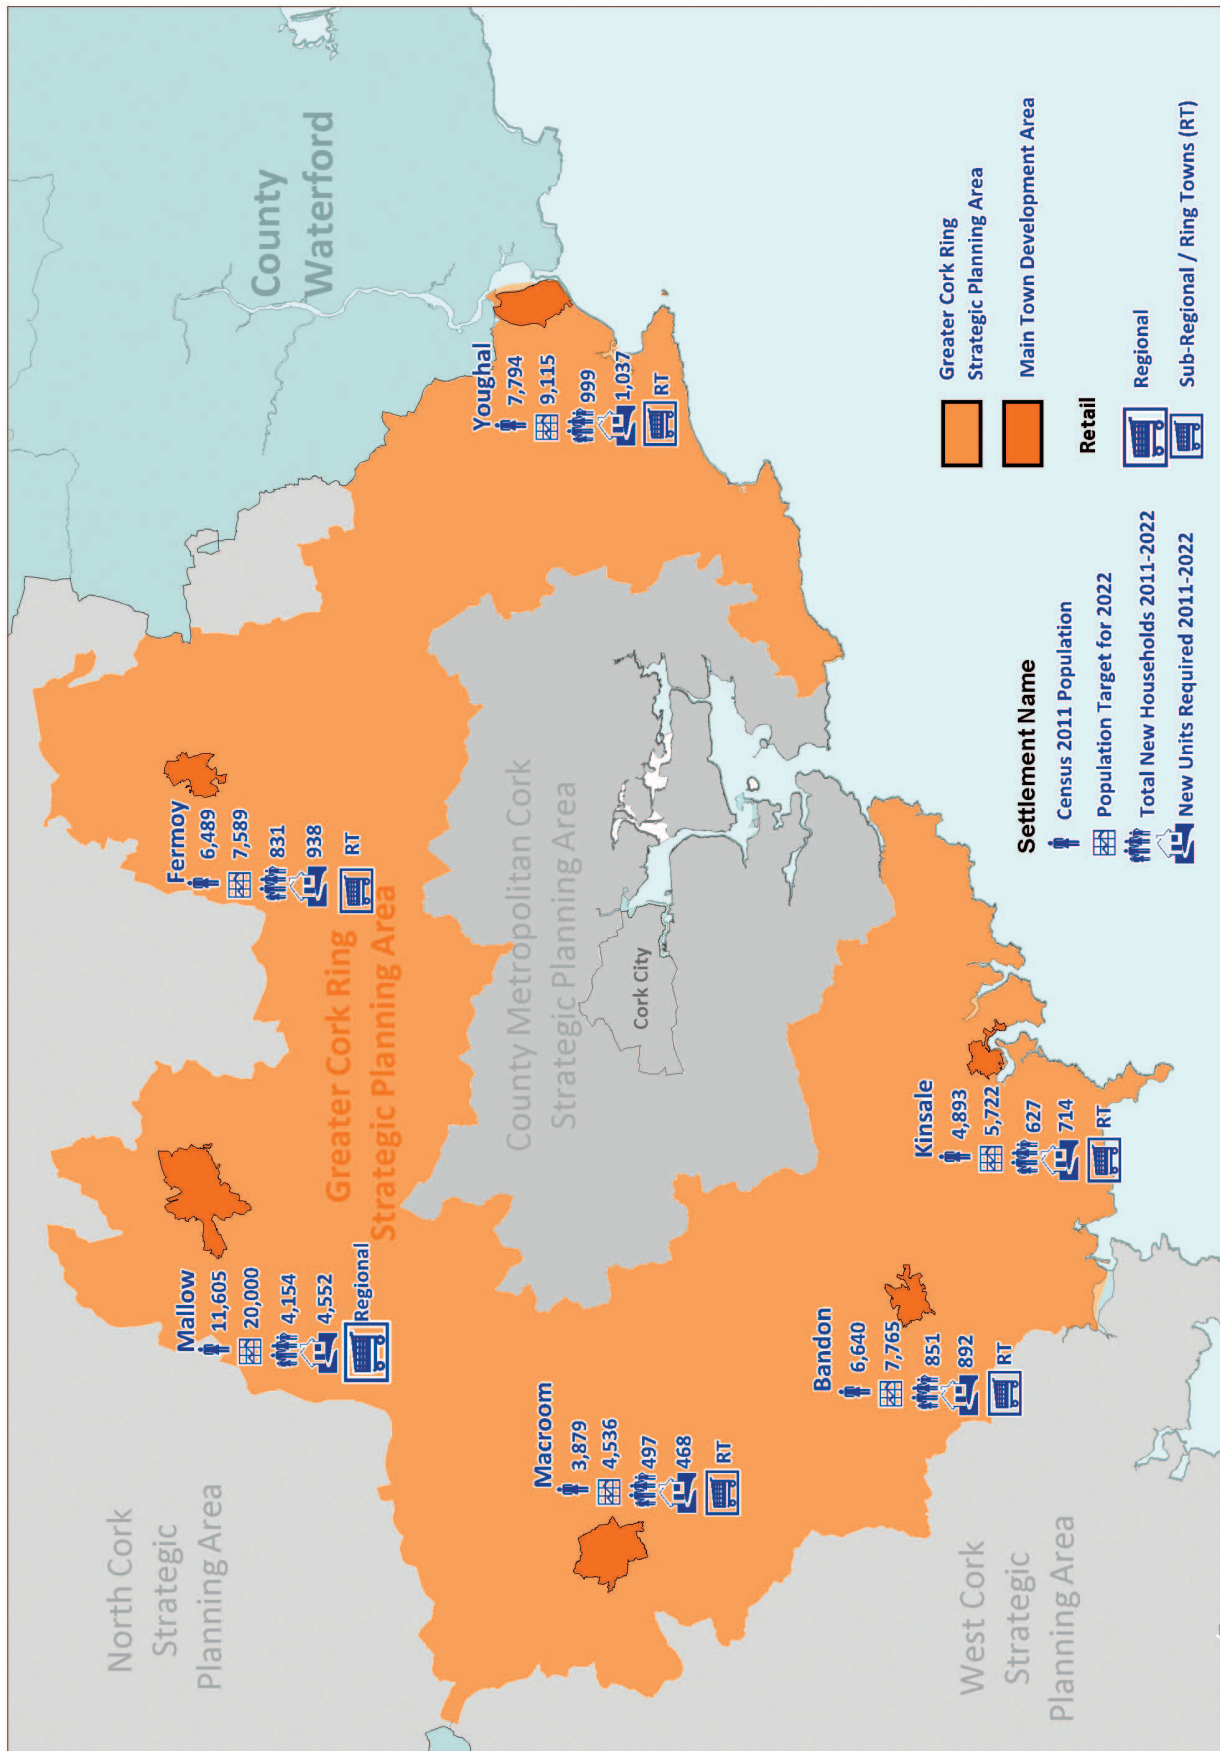 North Cork
Strategic
Planning Area
Mallow
11,605
20,000
4,154
4,552
Regional
Fermoy
6,489
7,589
831
938
RT
County
Waterford
Greater Cork Ring
Strategic Planning Area
Youghal
7,794
9,115
999
1,037
RT
County Metropolitan Cork
Strategic Planning Area
Cork City
Macroom
3,879
4,536
497
468
RT
Bandon
6,640
7,765
851
892
RT
Kinsale
4,893
5,722
627
714
RT
West Cork
Strategic
Planning Area
Settlement Name
Census 2011 Population
Population Target for 2022
Total New Households 2011-2022
New Units Required 2011-2022
Greater Cork Ring
Strategic Planning Area
Main Town Development Area
Retail
Regional
Sub-Regional / Ring Towns (RT)